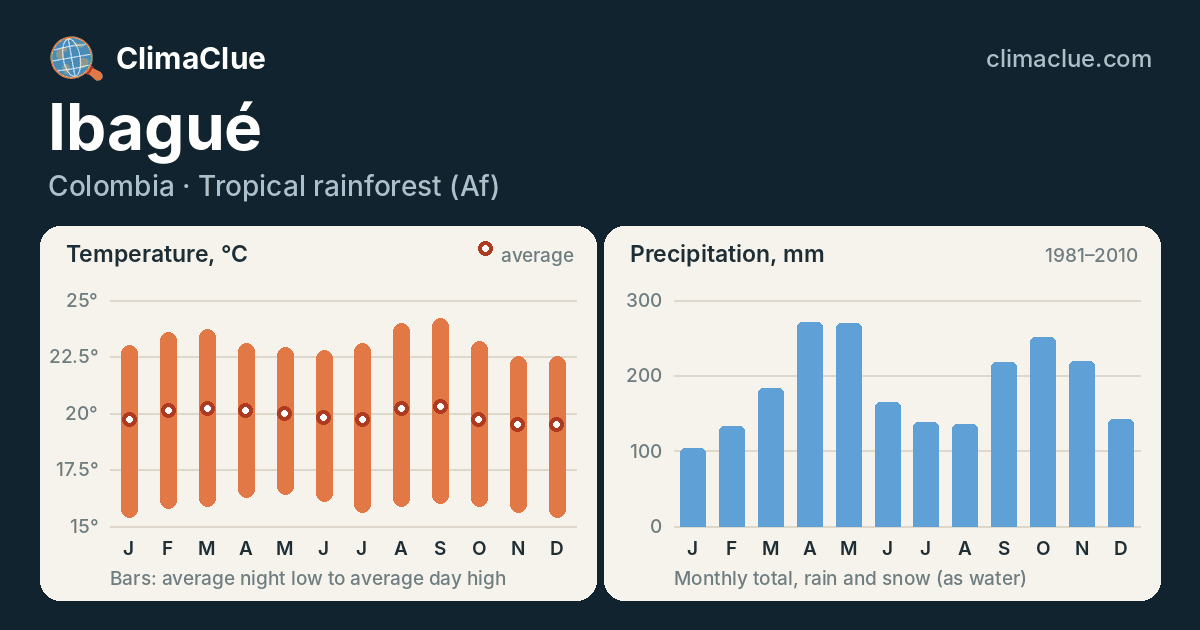 ClimaClue
climaclue.com
Ibagué
Colombia · Tropical rainforest (Af)
Temperature, °C
average
25°
22.5°
20°
17.5°
15°
J F M A M J J A S O N D
Bars: average night low to average day high
Precipitation, mm
1981–2010
300
200
100
0
J F M A M J J A S O N D
Monthly total, rain and snow (as water)